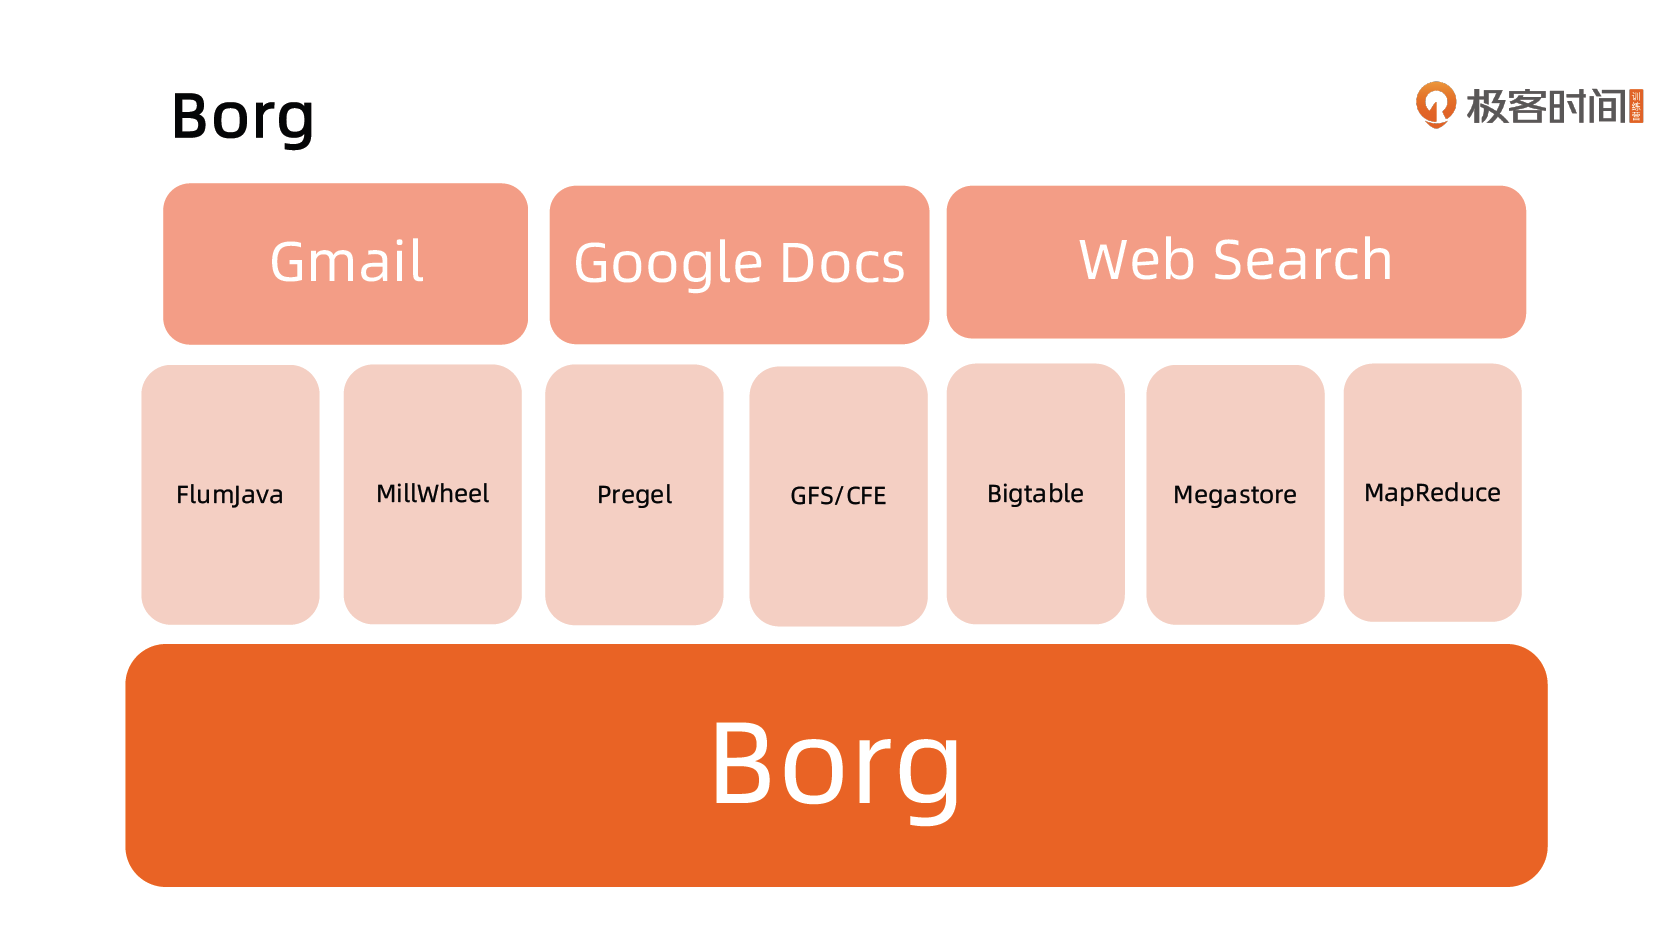 Borg
极客时间
训练营
Gmail
Google Docs
Web Search
FlumJava
MillWheel
Pregel
GFS/CFE
Bigtable
Megastore
MapReduce
Borg